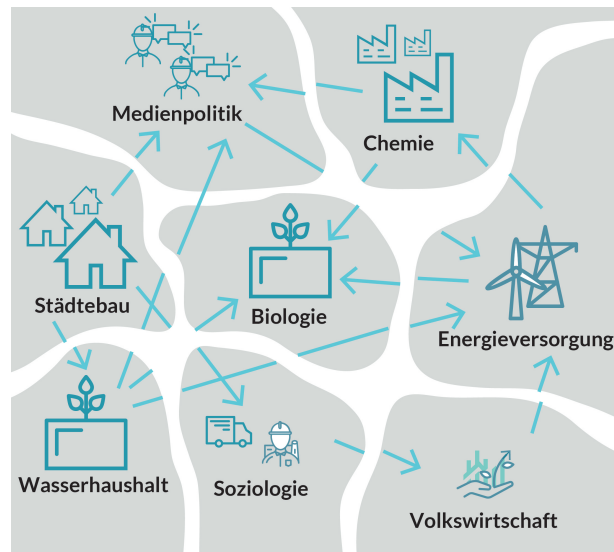 Medienpolitik
Chemie
Städtebau
Biologie
Energieversorgung
Wasserhaushalt
Soziologie
Volkswirtschaft